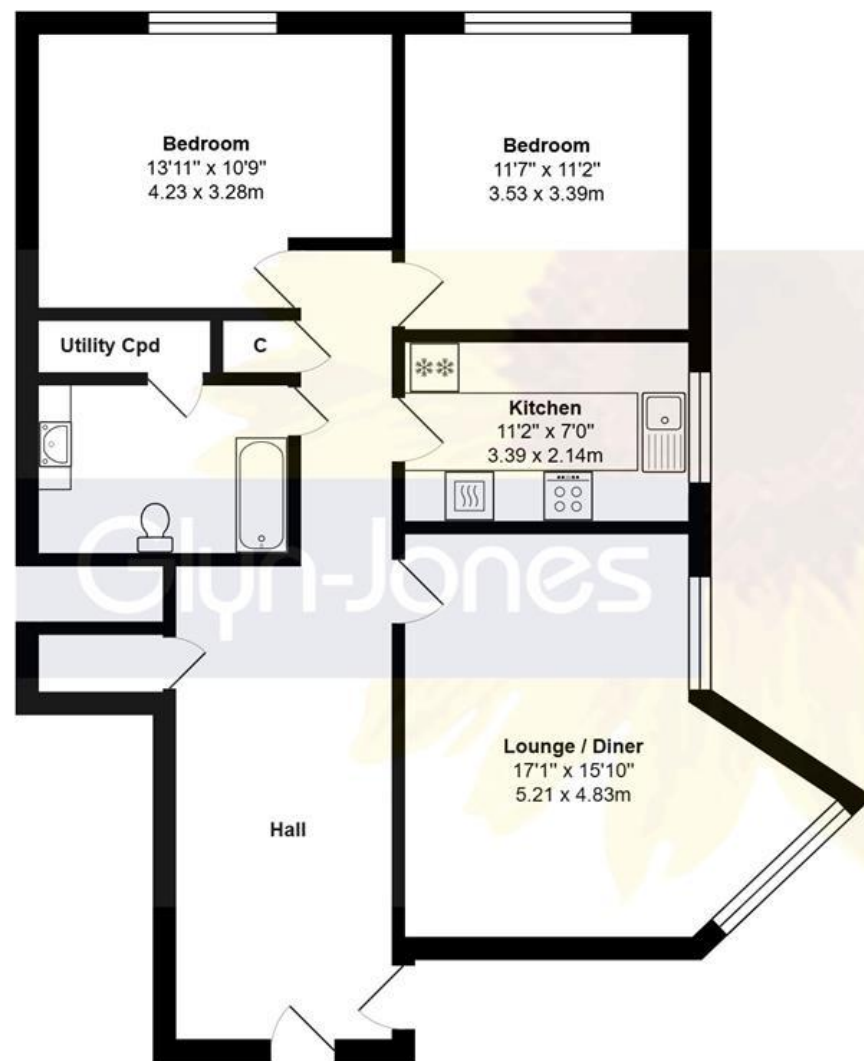 Bedroom
13'11" x 10'9"
4.23 x 3.28m
Bedroom
11'7" x 11'2"
3.53 x 3.39m
Utility Cpd
C
Kitchen
11'2" x 7'0"
3.39 x 2.14m
Glyn-Jones
Lounge / Diner
17'1" x 15'10"
5.21 x 4.83m
Hall